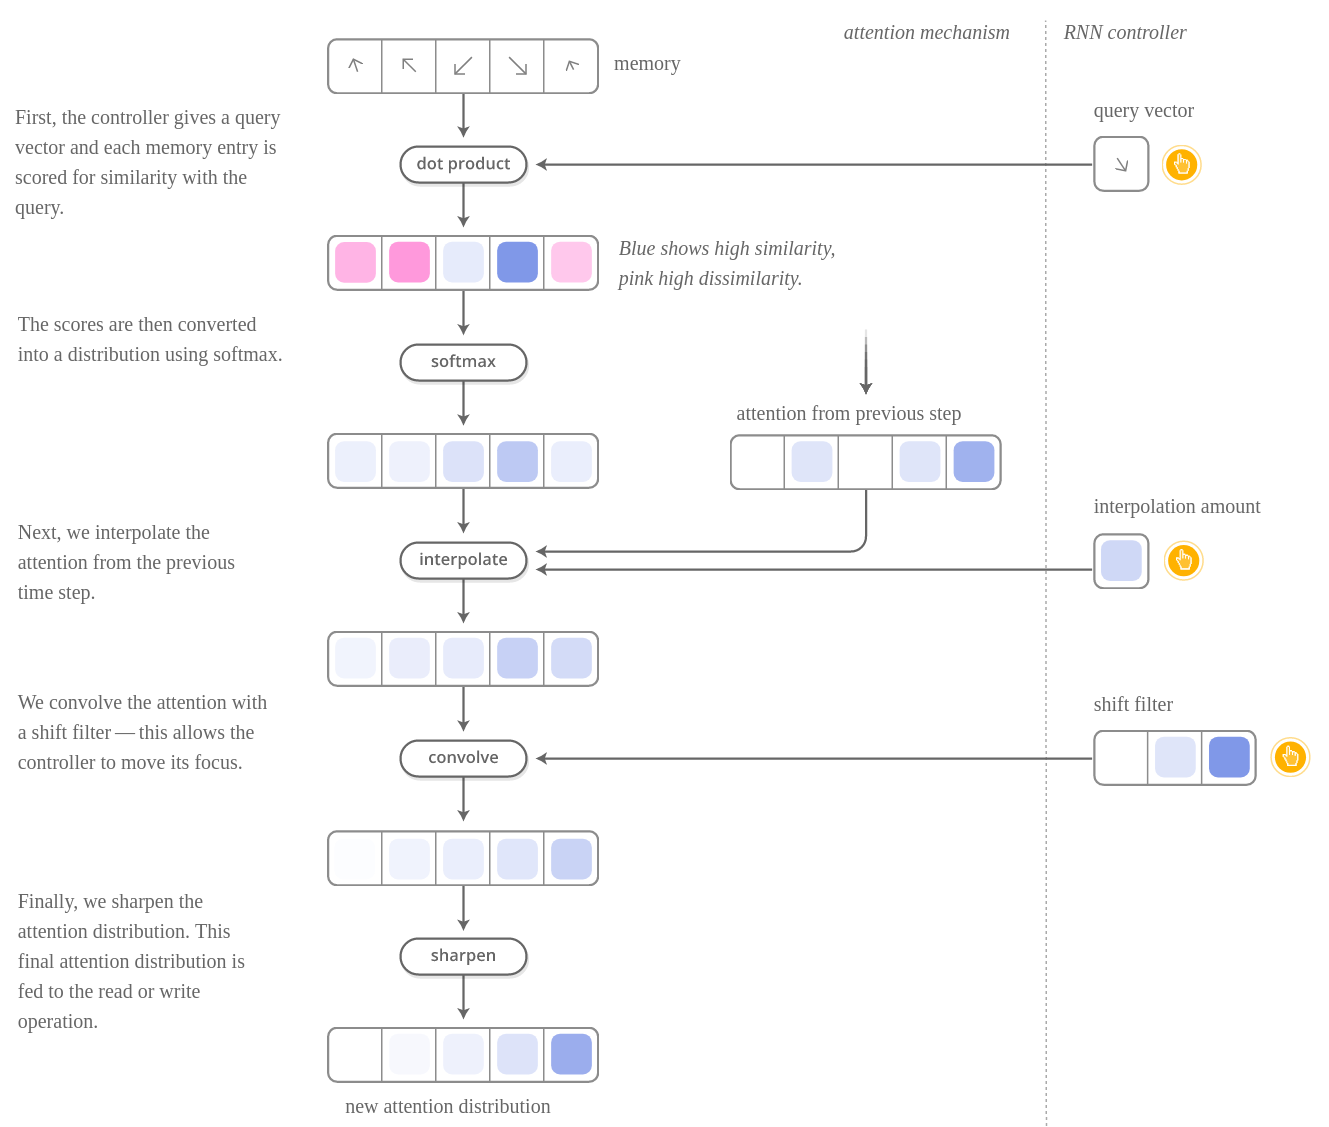 attention mechanism
RNN controller
memory
query vector
First, the controller gives a query
vector and each memory entry is
scored for similarity with the
query.
dot product
Blue shows high similarity,
pink high dissimilarity.
The scores are then converted
into a distribution using softmax.
softmax
attention from previous step
interpolation amount
Next, we interpolate the
attention from the previous
time step.
interpolate
We convolve the attention with
a shift filter — this allows the
controller to move its focus.
shift filter
convolve
Finally, we sharpen the
attention distribution. This
final attention distribution is
fed to the read or write
operation.
sharpen
new attention distribution